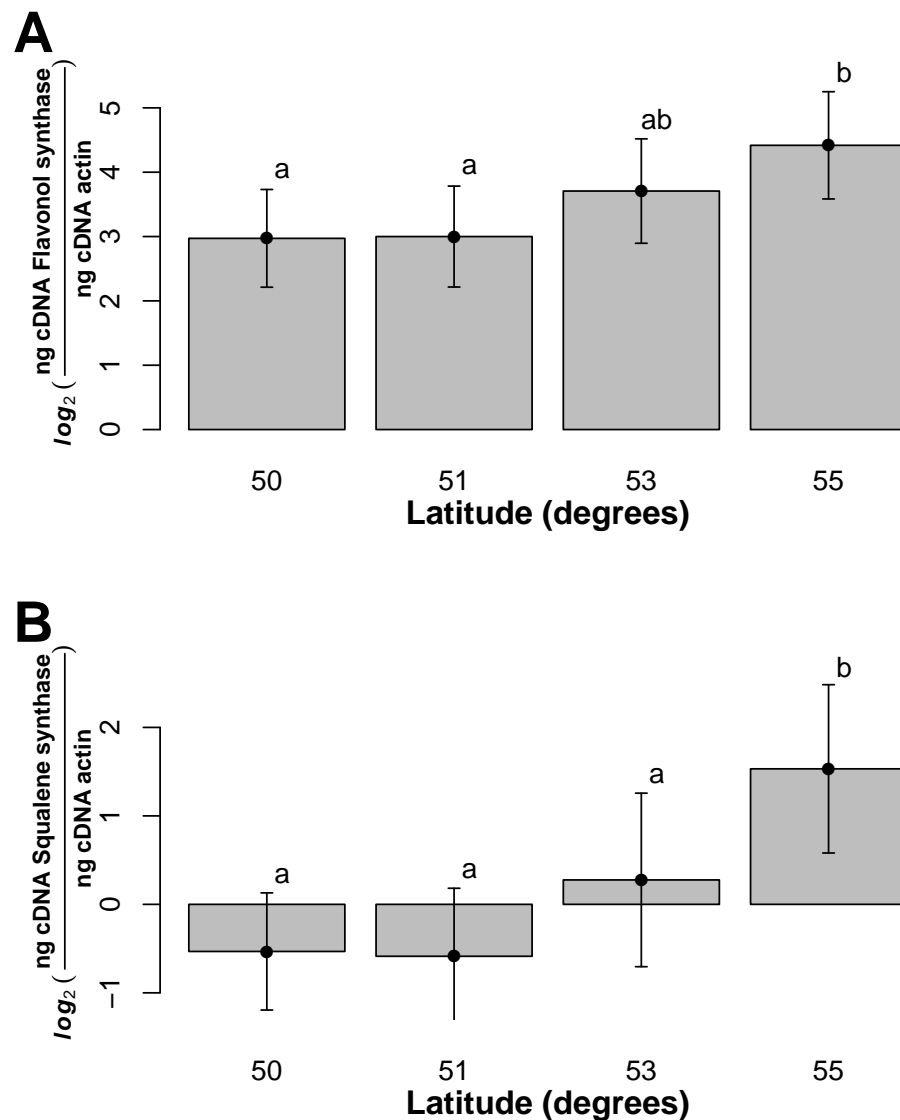 A
log2 ( ng cDNA Flavonol synthase / ng cDNA actin )
5
4
3
2
1
0
a
a
ab
b
50 51 53 55
Latitude (degrees)
B
log2 ( ng cDNA Squalene synthase / ng cDNA actin )
2
1
0
−1
a
a
a
b
50 51 53 55
Latitude (degrees)